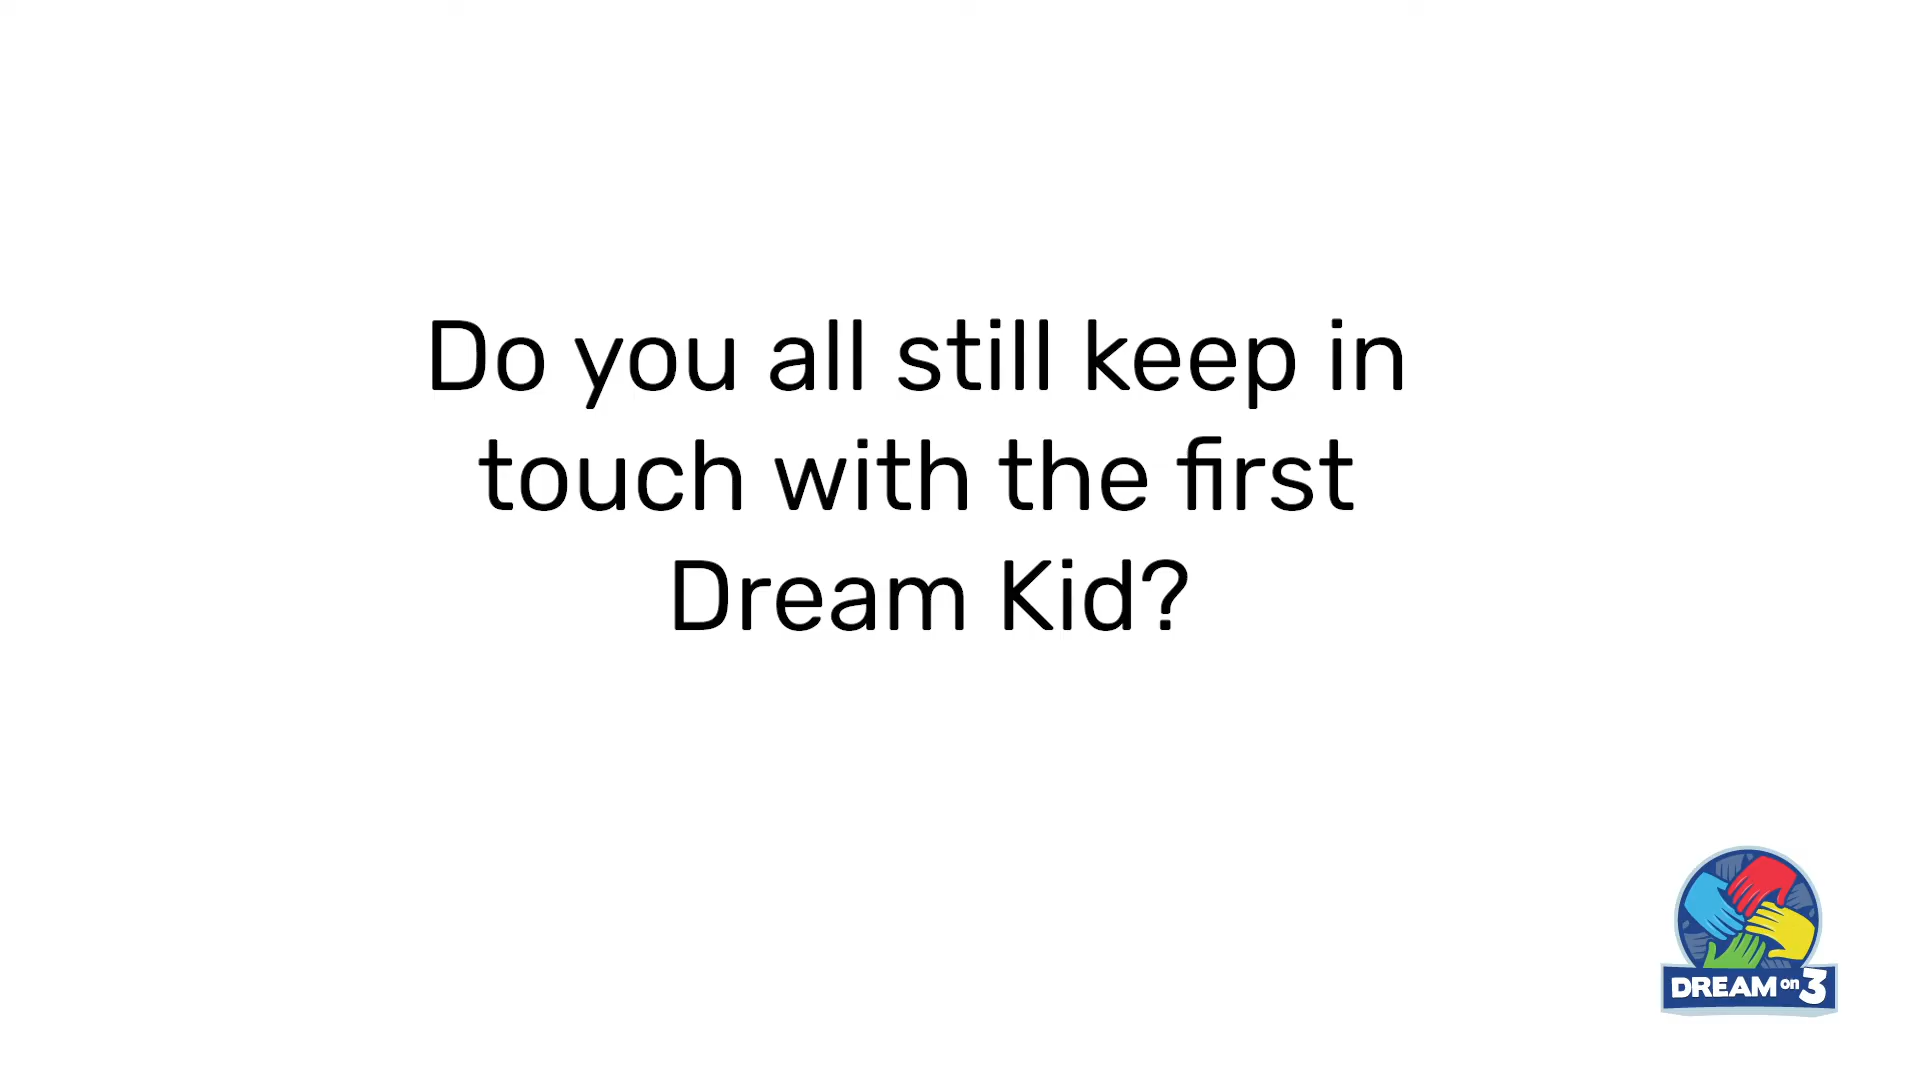 Do you all still keep in
touch with the first
Dream Kid?
DREAM on 3